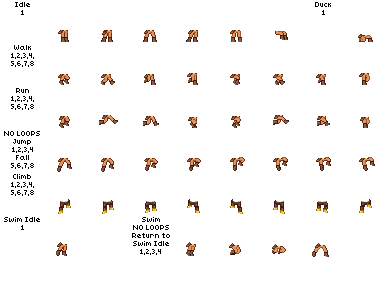 Idle
1
Duck
1
Walk
1,2,3,4,
5,6,7,8
Run
1,2,3,4,
5,6,7,8
NO LOOPS
Jump
1,2,3,4
Fall
5,6,7,8
Climb
1,2,3,4,
5,6,7,8
Swim Idle
1
Swim
NO LOOPS
Return to
Swim Idle
1,2,3,4